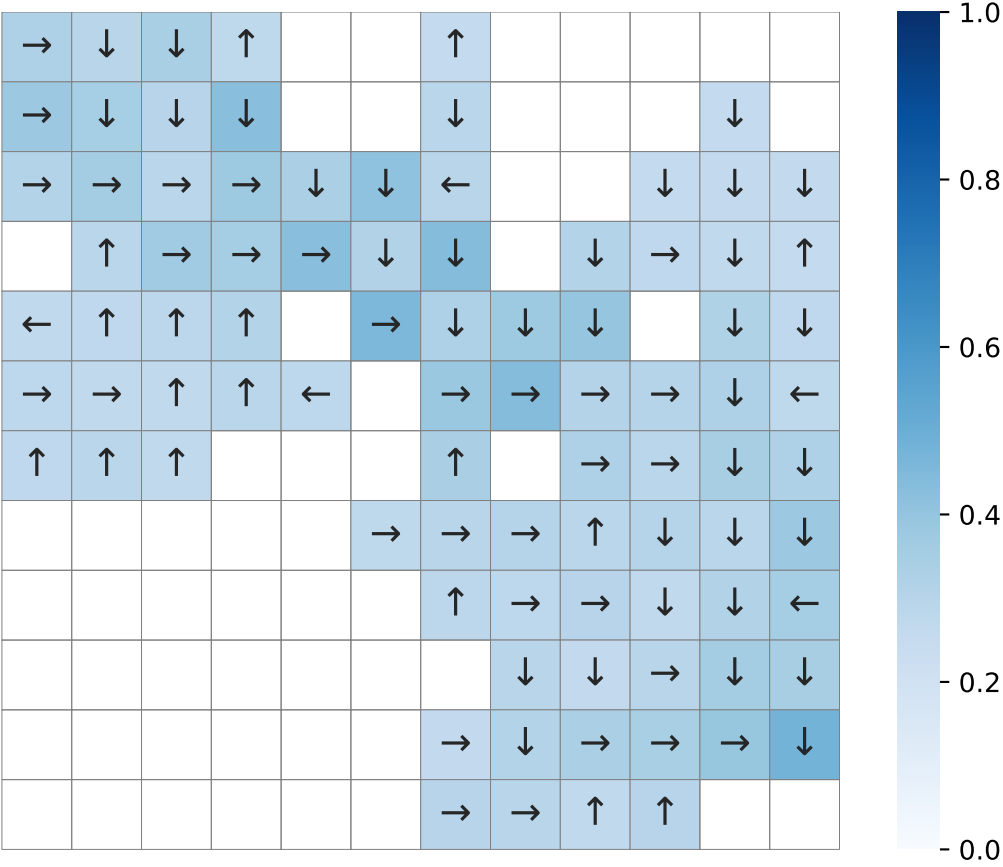 → ↓ ↓ ↑ ↑ 1.0
→ ↓ ↓ ↓ ↓ ↓
→ → → → ↓ ↓ ← ↓ ↓ ↓ 0.8
↑ → → → ↓ ↓ ↓ → ↓ ↑
← ↑ ↑ ↑ → ↓ ↓ ↓ ↓ ↓ 0.6
→ → ↑ ↑ ← → → → → ↓ ←
↑ ↑ ↑ ↑ → → ↓ ↓
→ → → ↑ ↓ ↓ ↓ 0.4
↑ → → ↓ ↓ ←
↓ ↓ → ↓ ↓ 0.2
→ ↓ → → → ↓
→ → ↑ ↑ 0.0